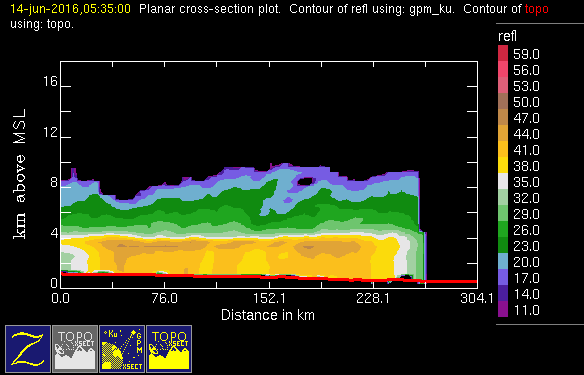 14-jun-2016,05:35:00 Planar cross-section plot. Contour of refl using: gpm_ku. Contour of topo
using: topo.
refl
59.0
56.0
53.0
50.0
47.0
44.0
41.0
38.0
35.0
32.0
29.0
26.0
23.0
20.0
17.0
14.0
11.0
km above MSL
16
12
8
4
0
0.0 76.0 152.1 228.1 304.1
Distance in km
Z
TOPO
XSECT
"Ku"
GPM
XSECT
TOPO
XSECT